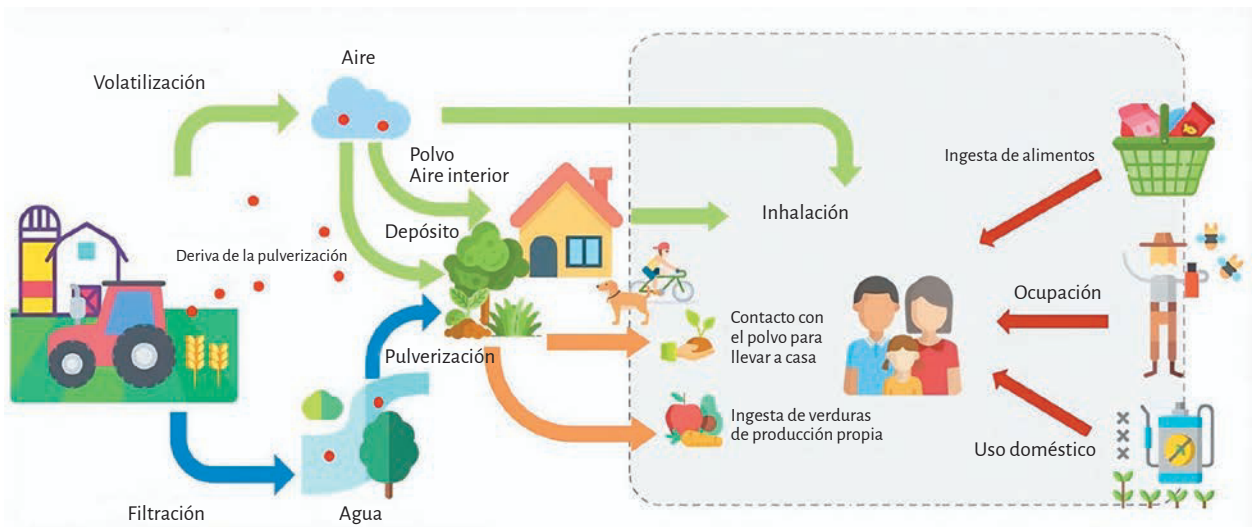 Aire
Volatilización
Polvo
Aire interior
Depósito
Deriva de la pulverización
Ingesta de alimentos
Inhalación
Ocupación
Contacto con
el polvo para
llevar a casa
Pulverización
Ingesta de verduras
de producción propia
Uso doméstico
Filtración
Agua